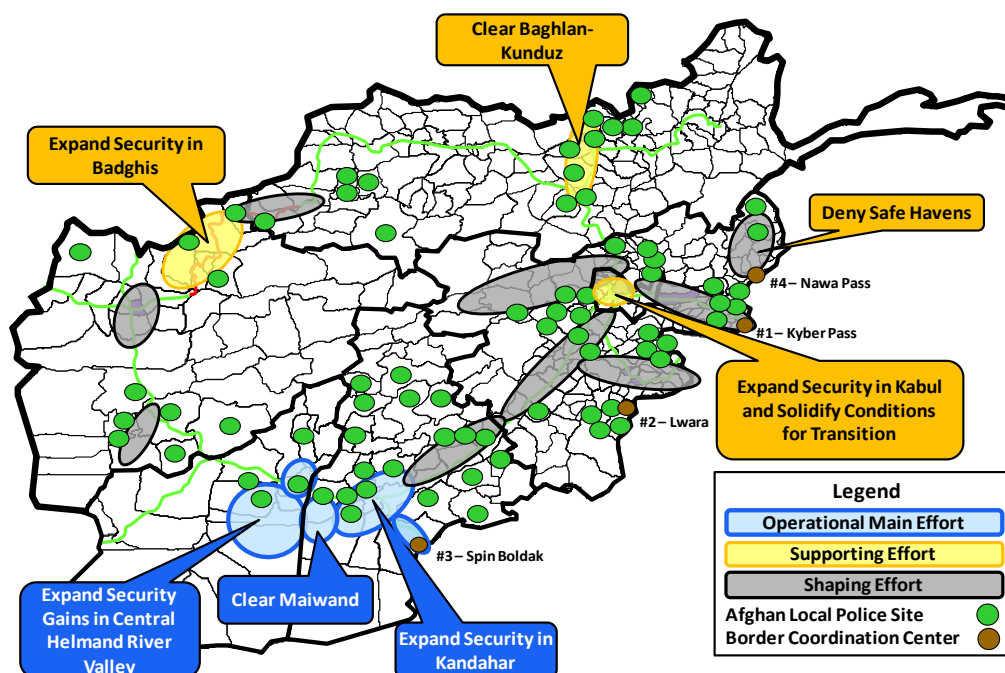 Clear Baghlan-
Kunduz
Expand Security in
Badghis
Deny Safe Havens
#4– Nawa Pass
#1– Kyber Pass
Expand Security in Kabul
and Solidify Conditions
for Transition
#2– Lwara
#3– Spin Boldak
Expand Security
Gains in Central
Helmand River
Valley
Clear Maiwand
Expand Security in
Kandahar
Legend
Operational Main Effort
Supporting Effort
Shaping Effort
Afghan Local Police Site
Border Coordination Center